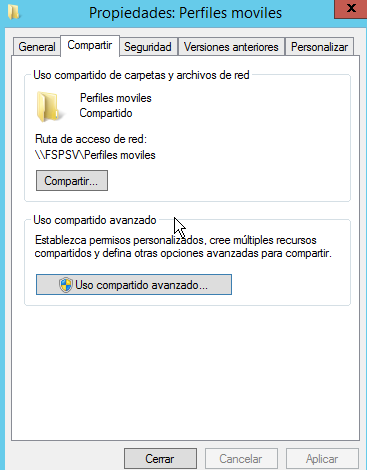 Propiedades: Perfiles moviles
x
General Compartir Seguridad Versiones anteriores Personalizar
Uso compartido de carpetas y archivos de red
Perfiles moviles
Compartido
Ruta de acceso de red:
\\FSPSV\Perfiles moviles
Compartir...
Uso compartido avanzado
Establezca permisos personalizados, cree múltiples recursos
compartidos y defina otras opciones avanzadas para compartir.
Uso compartido avanzado...
Cerrar Cancelar Aplicar